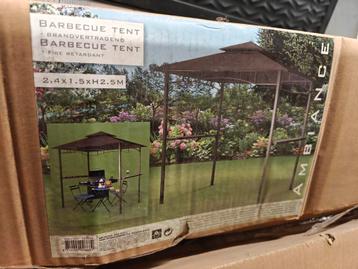 BARBECUE TENT
• BRANDVERTRAGEND
BARBECUE TENT
• FIRE RETARDANT
2.4x1.5xH2.5M
AMBIANCE